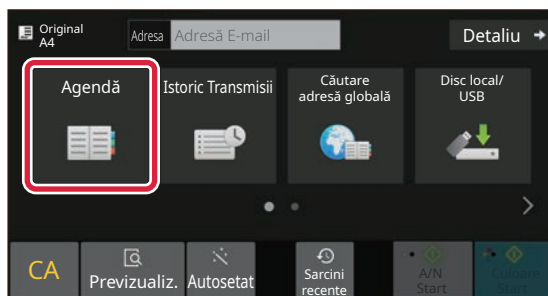 Original
A4
Adresa
Adresă E-mail
Detaliu
Agendă
Istoric Transmisii
Căutare
adresă globală
Disc local/
USB
CA
Previzualiz.
Autosetat
Sarcini
recente
A/N
Start
Culoare
Start